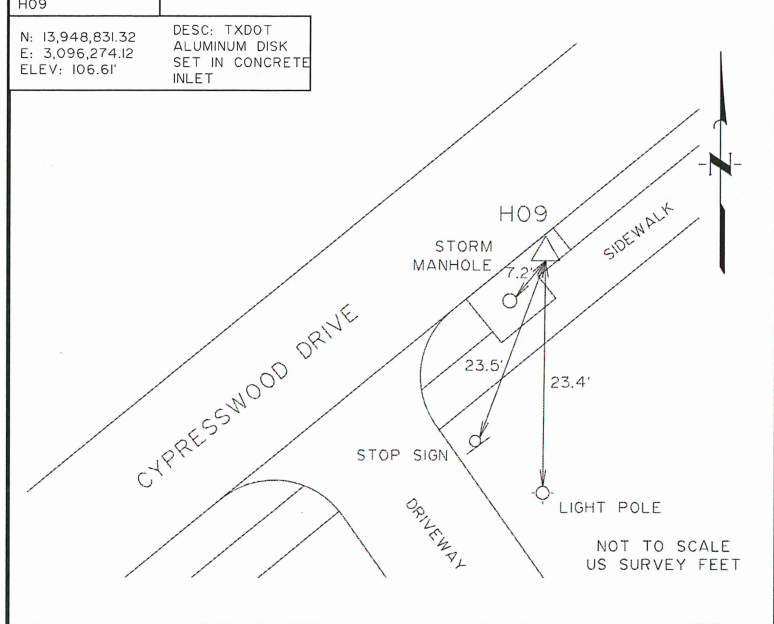 H09
N: 13,948,831.32
E: 3,096,274.12
ELEV: 106.61'
DESC: TXDOT
ALUMINUM DISK
SET IN CONCRETE
INLET
N
H09
STORM
MANHOLE
7.2'
SIDEWALK
CYPRESSWOOD DRIVE
23.5'
23.4'
STOP SIGN
LIGHT POLE
DRIVEWAY
NOT TO SCALE
US SURVEY FEET